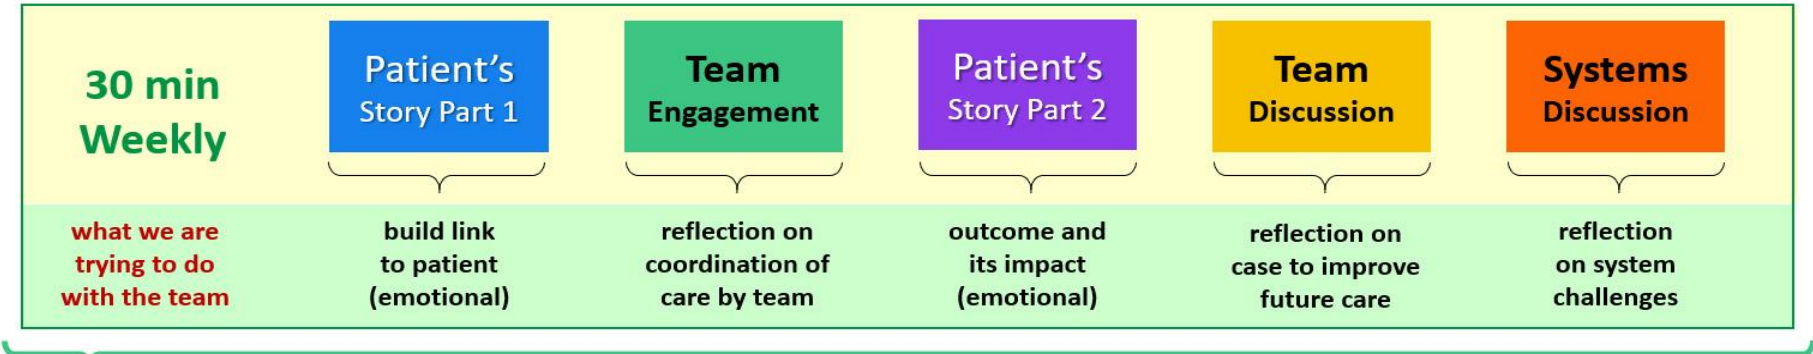 30 min
Weekly
Patient's
Story Part 1
Team
Engagement
Patient's
Story Part 2
Team
Discussion
Systems
Discussion
what we are
trying to do
with the team
build link
to patient
(emotional)
reflection on
coordination of
care by team
outcome and
its impact
(emotional)
reflection on
case to improve
future care
reflection
on system
challenges